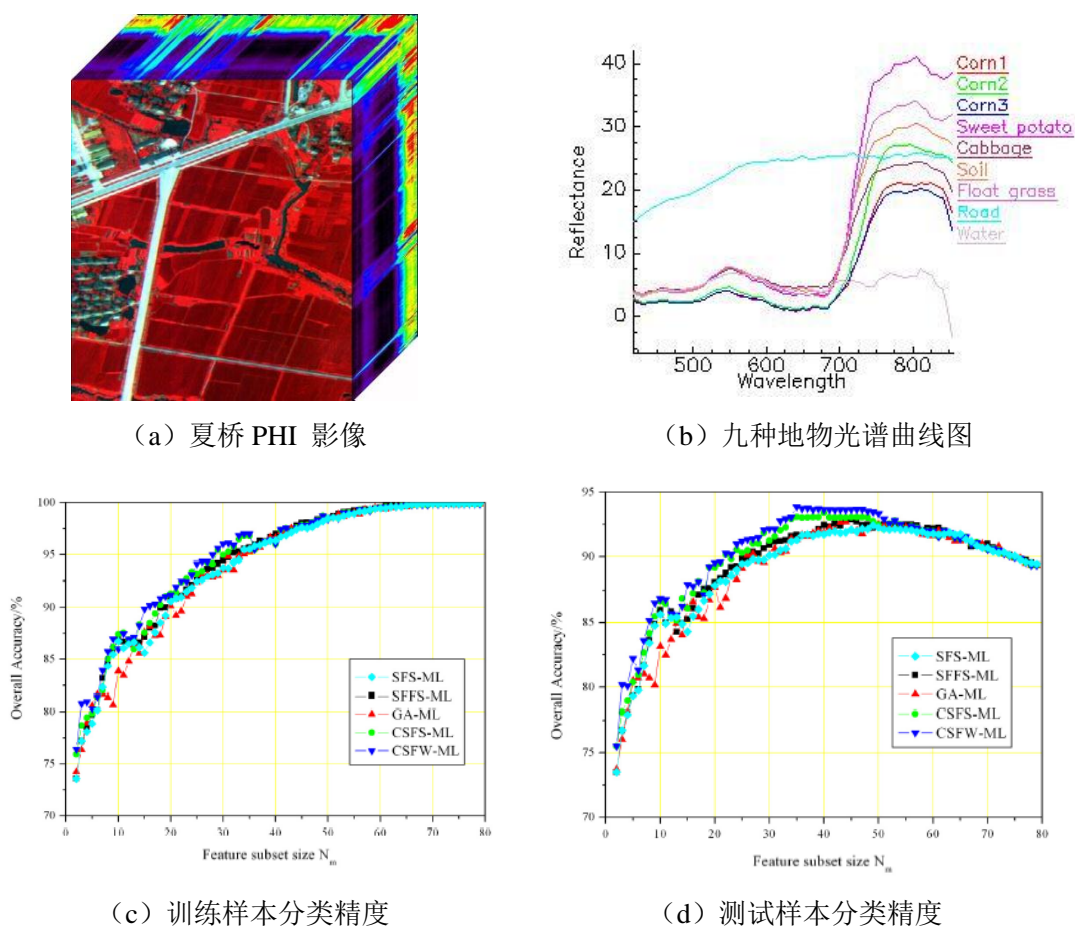 40
30
20
10
0
Reflectance
500 600 700 800
Wavelength
Corn1
Corn2
Corn3
Sweet potato
Cabbage
Soil
Float grass
Road
Water
（a）夏桥 PHI 影像
（b）九种地物光谱曲线图
100
95
90
85
80
75
70
Overall Accuracy/%
0 10 20 30 40 50 60 70 80
Feature subset size Nm
SFS-ML
SFFS-ML
GA-ML
CSFS-ML
CSFW-ML
95
90
85
80
75
70
Overall Accuracy/%
0 10 20 30 40 50 60 70 80
Feature subset size Nm
SFS-ML
SFFS-ML
GA-ML
CSFS-ML
CSFW-ML
（c）训练样本分类精度
（d）测试样本分类精度